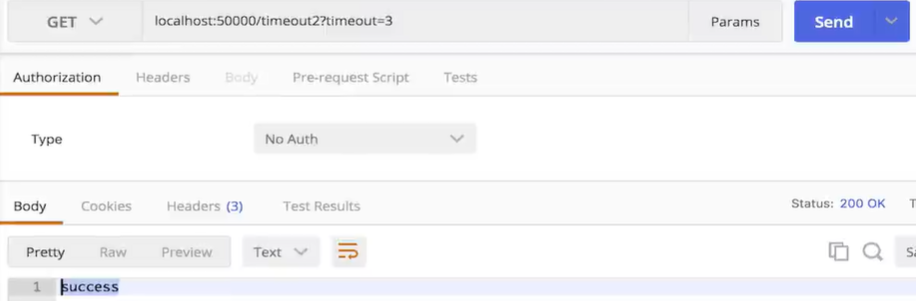 GET localhost:50000/timeout2?timeout=3 Params Send
Authorization Headers Body Pre-request Script Tests
Type No Auth
Body Cookies Headers (3) Test Results Status: 200 OK
Pretty Raw Preview Text
1 success